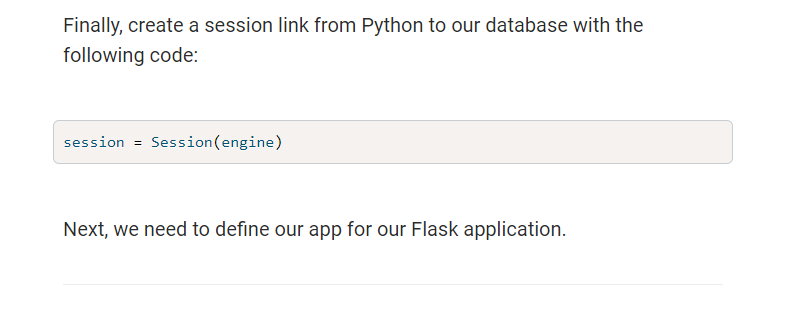 Finally, create a session link from Python to our database with the
following code:
session = Session(engine)
Next, we need to define our app for our Flask application.